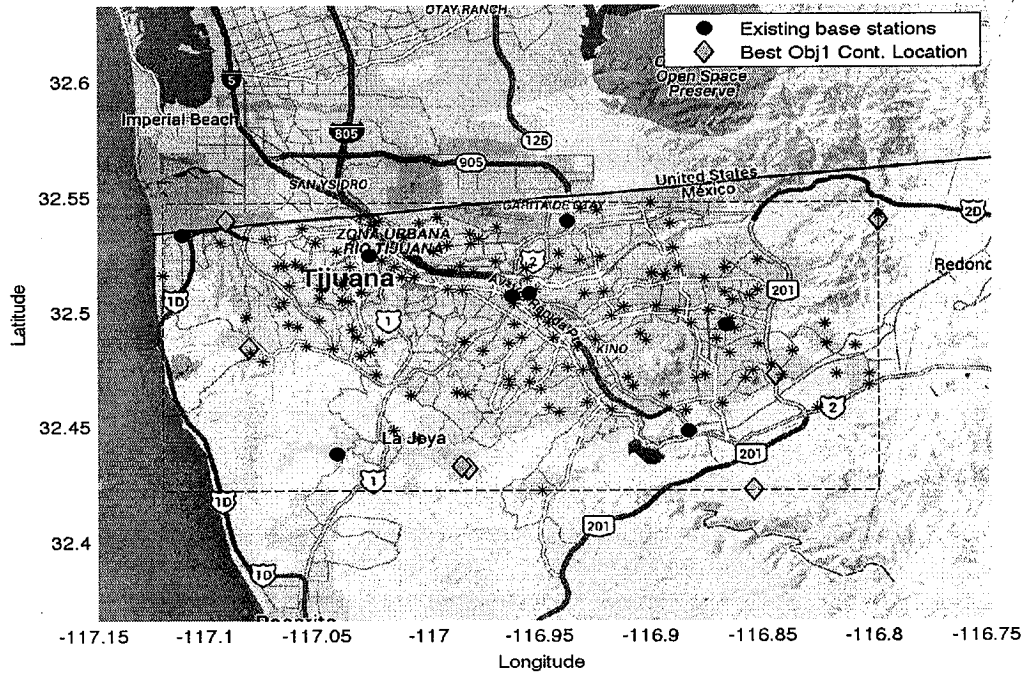 OTAY RANCH
Existing base stations
Best Obj1 Cont. Location
Open Space
Preserve
32.6
5
Imperial Beach
805
125
905
SAN YSIDRO
United States
México
32.55
GARITA DE OTAY
2D
ZONA URBANA
RIO TIJUANA
2
Tijuana
Redond
201
1D
32.5
1
KINO
Latitude
2
32.45
La Joya
201
1
1D
201
32.4
1D
-117.15
-117.1
-117.05
-117
-116.95
-116.9
-116.85
-116.8
-116.75
Longitude